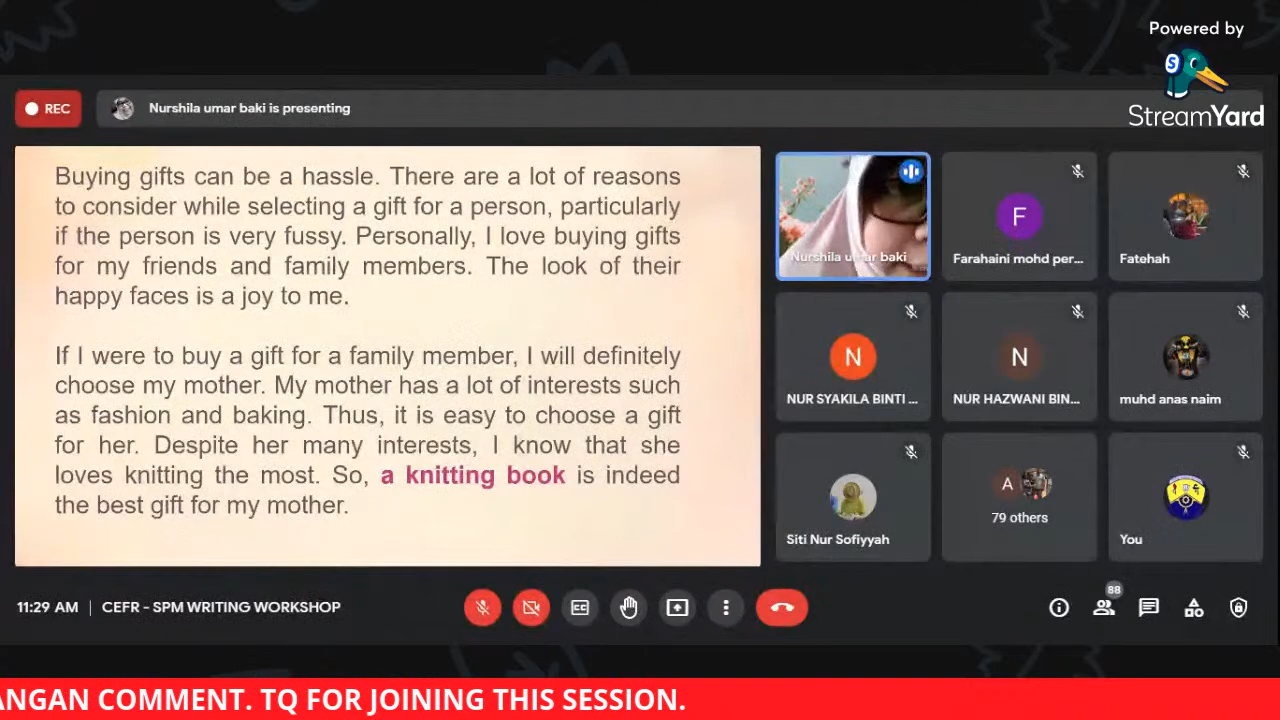 Powered by
StreamYard
REC
Nurshila umar baki is presenting
Buying gifts can be a hassle. There are a lot of reasons
to consider while selecting a gift for a person, particularly
if the person is very fussy. Personally, I love buying gifts
for my friends and family members. The look of their
happy faces is a joy to me.
If I were to buy a gift for a family member, I will definitely
choose my mother. My mother has a lot of interests such
as fashion and baking. Thus, it is easy to choose a gift
for her. Despite her many interests, I know that she
loves knitting the most. So, a knitting book is indeed
the best gift for my mother.
Nurshila umar baki
F
Farahaini mohd per...
Fatehah
N
NUR SYAKILA BINTI ...
N
NUR HAZWANI BIN...
muhd anas naim
Siti Nur Sofiyyah
A
79 others
You
11:29 AM | CEFR - SPM WRITING WORKSHOP
88
ANGAN COMMENT. TQ FOR JOINING THIS SESSION.